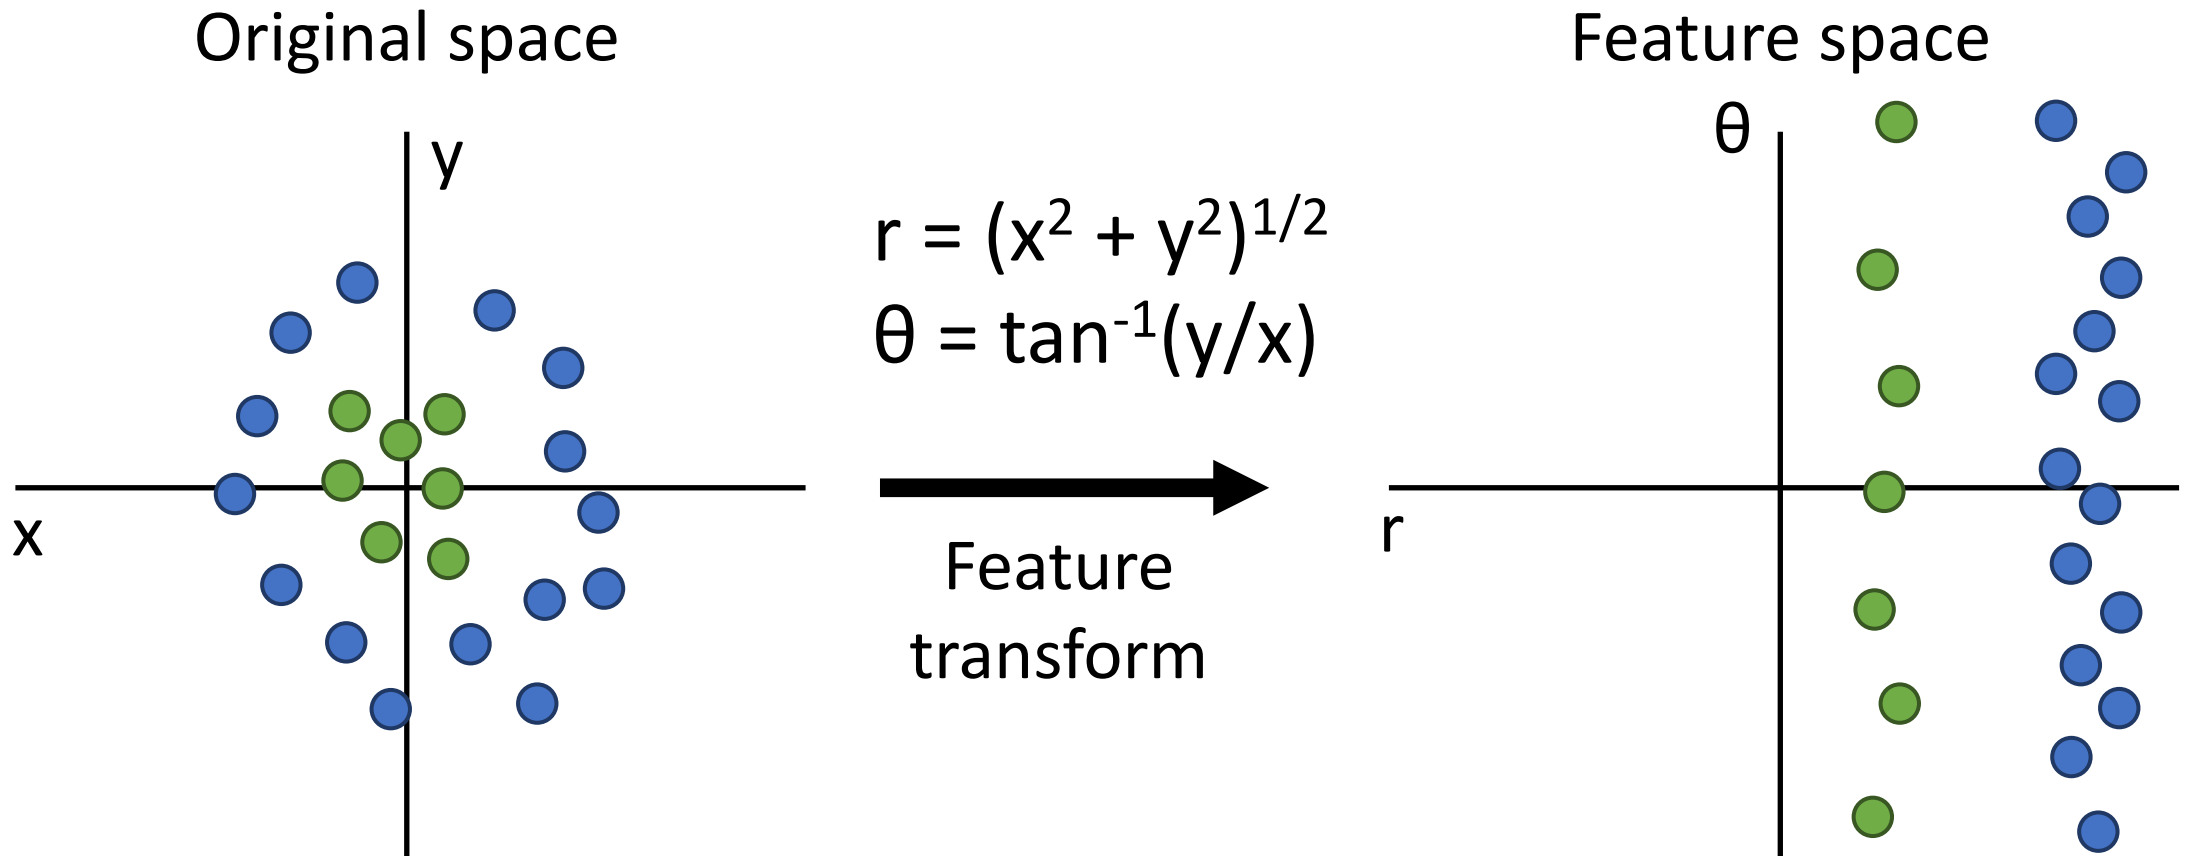 Original space
y
x
r = (x² + y²)¹/²
θ = tan⁻¹(y/x)
Feature
transform
Feature space
θ
r